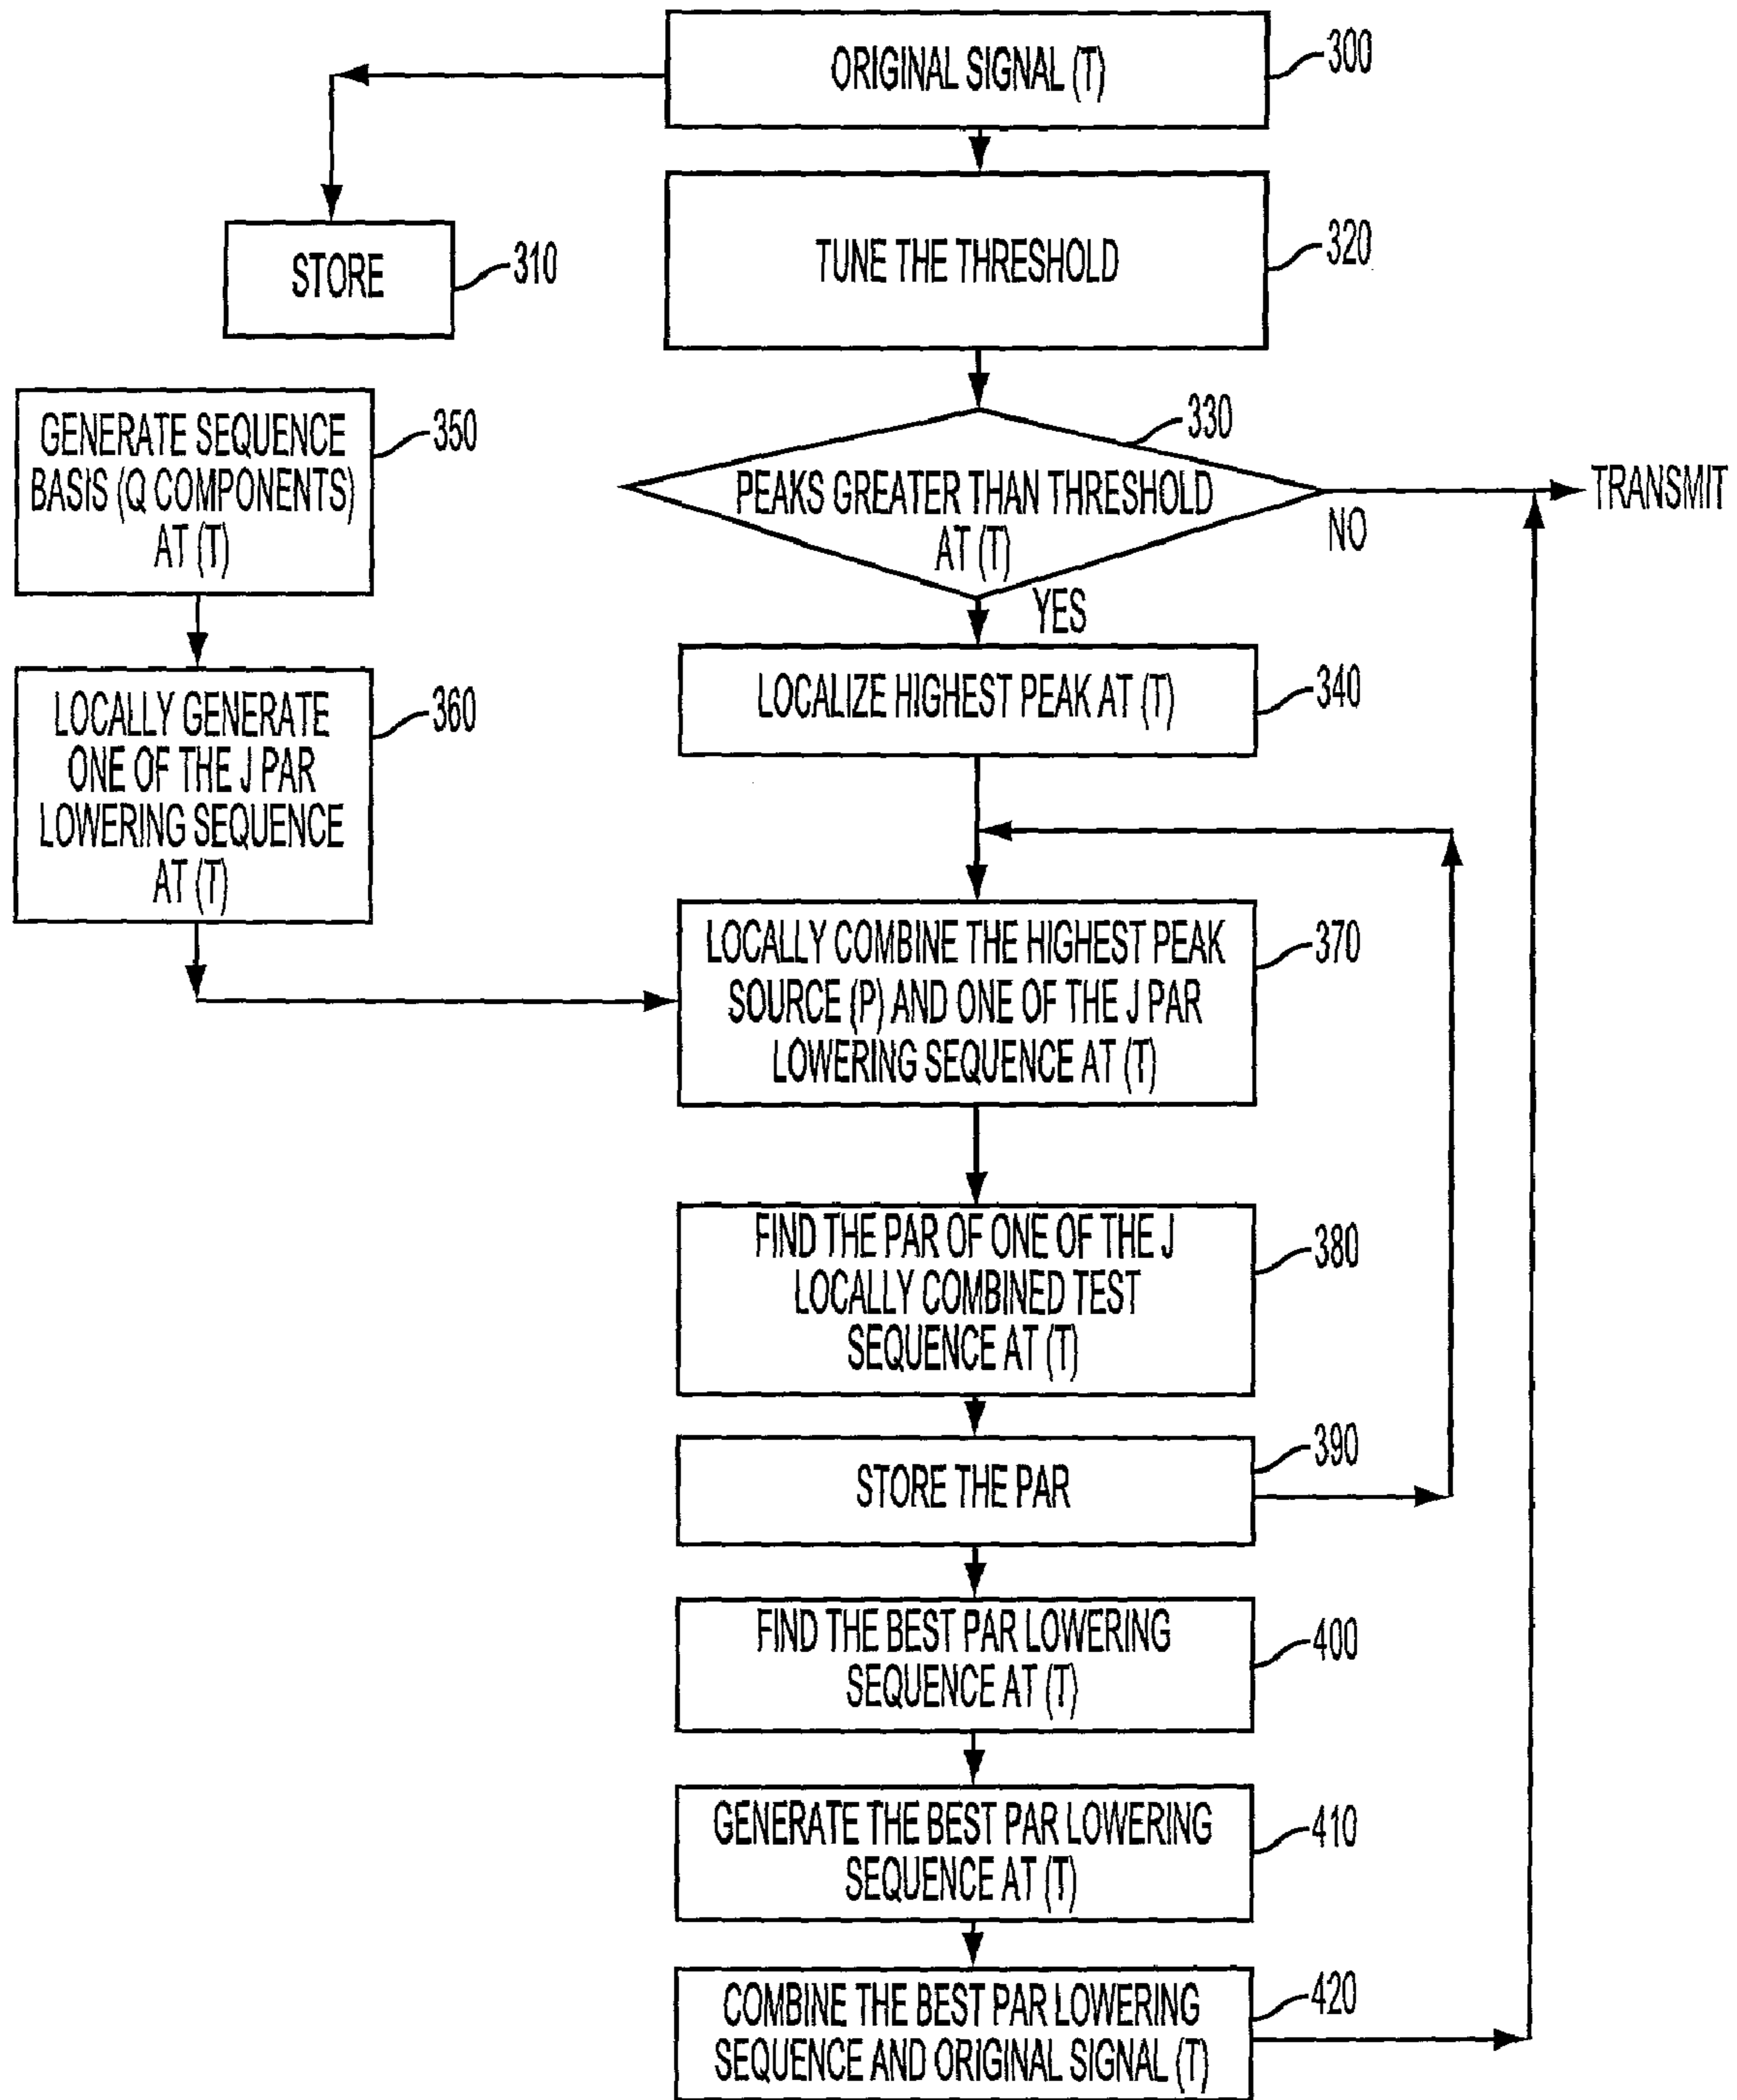 ORIGINAL SIGNAL (T)
300
STORE
310
TUNE THE THRESHOLD
320
GENERATE SEQUENCE
BASIS (Q COMPONENTS)
AT (T)
350
330
PEAKS GREATER THAN THRESHOLD
AT (T)
NO
TRANSMIT
YES
LOCALIZE HIGHEST PEAK AT (T)
340
LOCALLY GENERATE
ONE OF THE J PAR
LOWERING SEQUENCE
AT (T)
360
LOCALLY COMBINE THE HIGHEST PEAK
SOURCE (P) AND ONE OF THE J PAR
LOWERING SEQUENCE AT (T)
370
FIND THE PAR OF ONE OF THE J
LOCALLY COMBINED TEST
SEQUENCE AT (T)
380
STORE THE PAR
390
FIND THE BEST PAR LOWERING
SEQUENCE AT (T)
400
GENERATE THE BEST PAR LOWERING
SEQUENCE AT (T)
410
COMBINE THE BEST PAR LOWERING
SEQUENCE AND ORIGINAL SIGNAL (T)
420